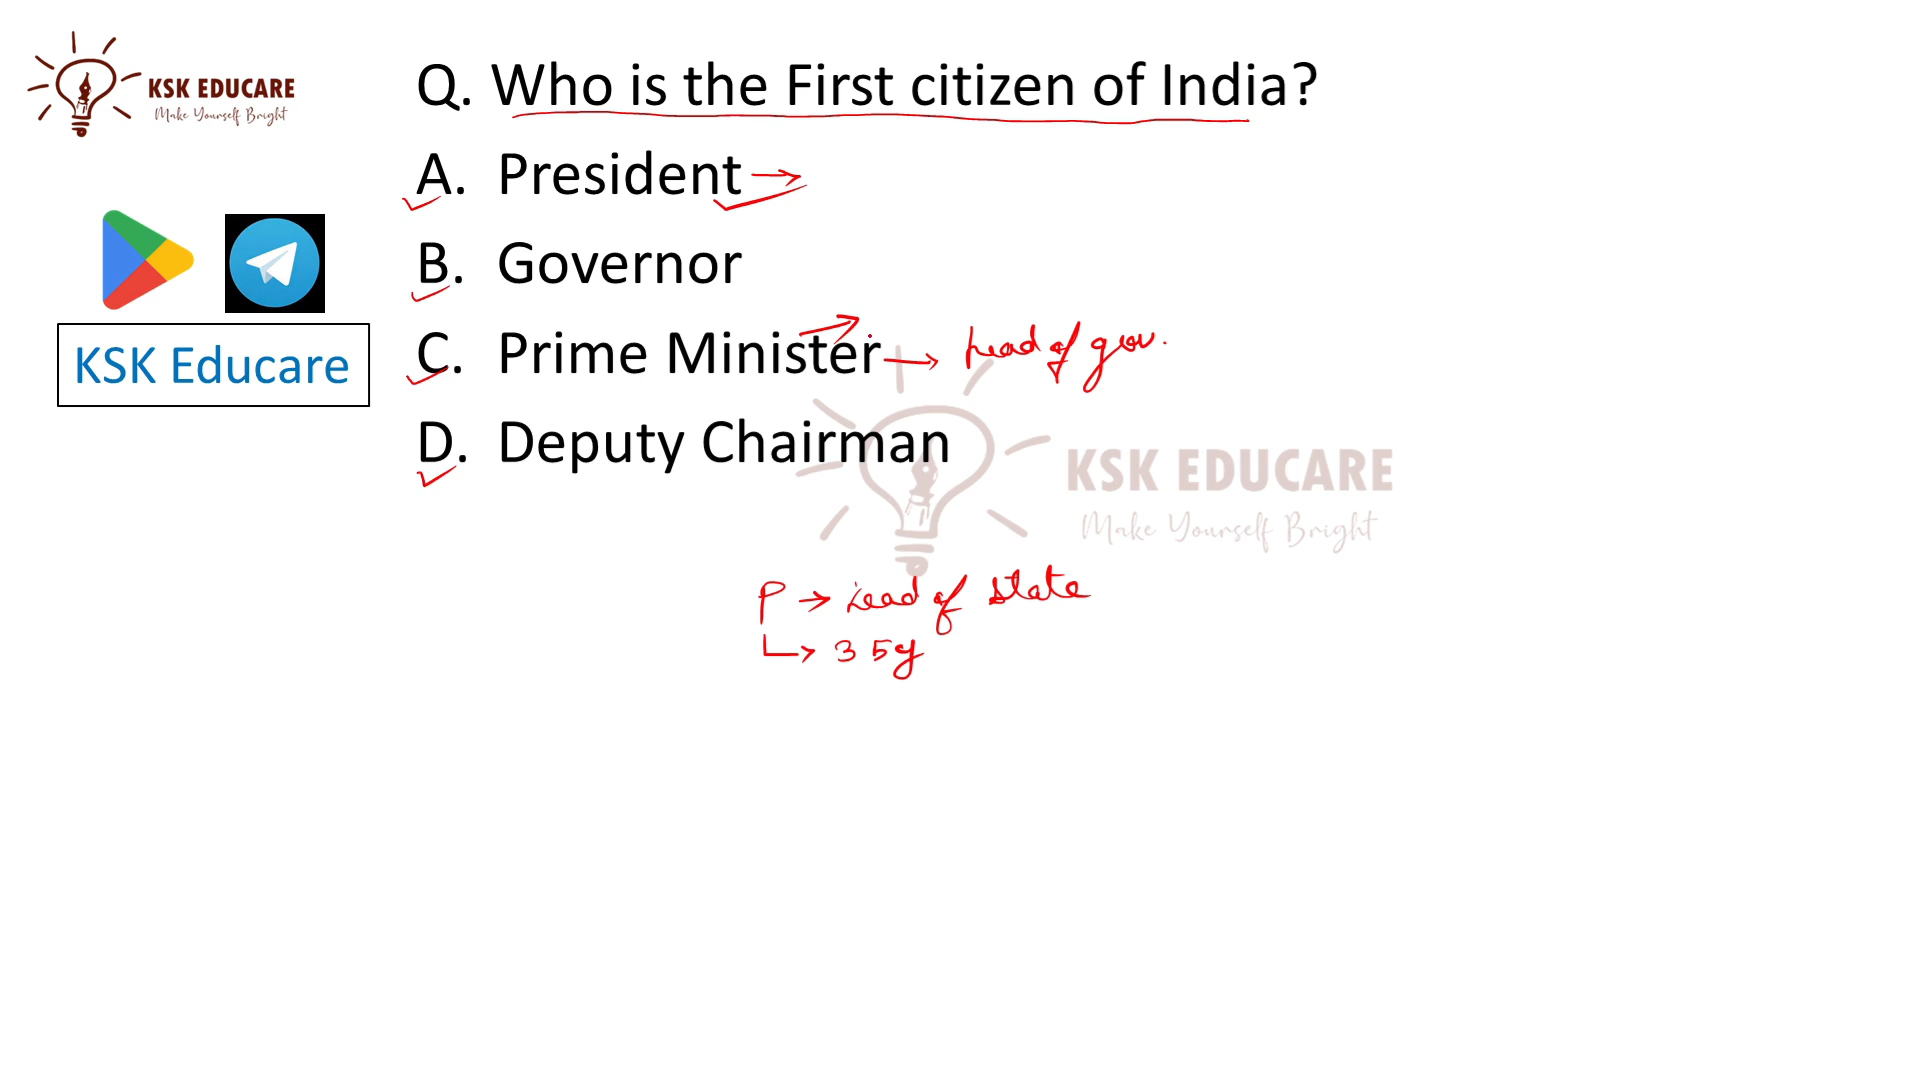 KSK EDUCARE
Make Yourself Bright
Q. Who is the First citizen of India?
A. President →
B. Governor
C. Prime Minister → head of gov.
D. Deputy Chairman
KSK Educare
KSK EDUCARE
Make Yourself Bright
P → head of state
↳ 35y